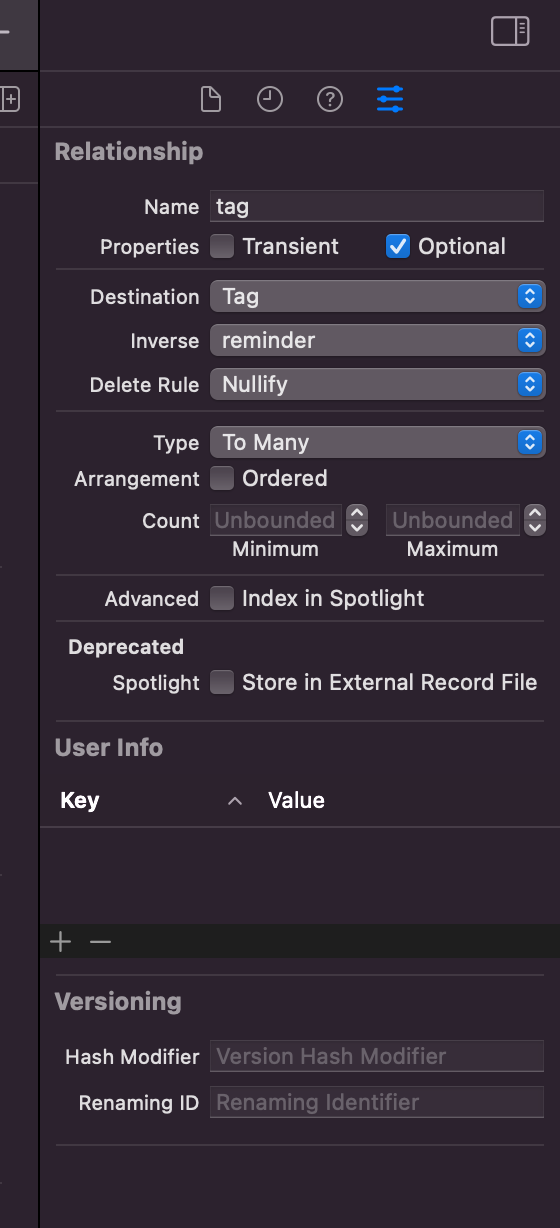 Relationship
Name tag
Properties Transient Optional
Destination Tag
Inverse reminder
Delete Rule Nullify
Type To Many
Arrangement Ordered
Count Unbounded Unbounded
Minimum Maximum
Advanced Index in Spotlight
Deprecated
Spotlight Store in External Record File
User Info
Key Value
Versioning
Hash Modifier Version Hash Modifier
Renaming ID Renaming Identifier